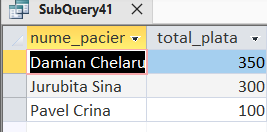 SubQuery41
nume_pacier total_plata
Damian Chelaru 350
Jurubita Sina 300
Pavel Crina 100